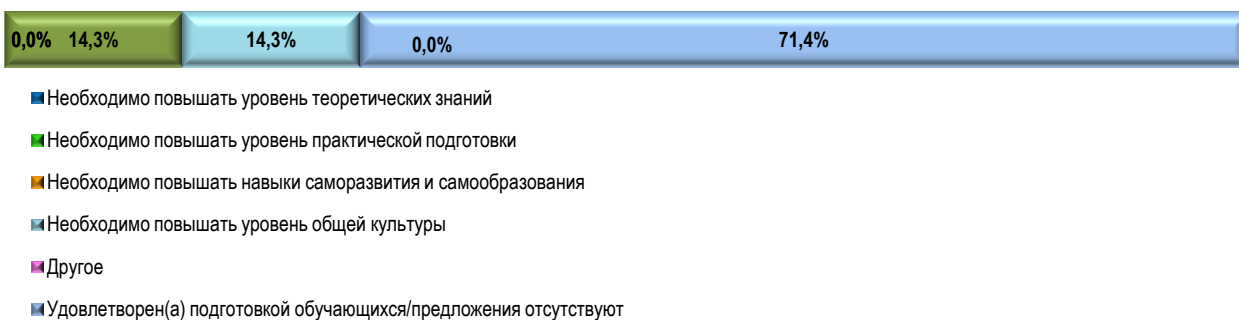 0,0% 14,3% 14,3% 0,0% 71,4%
Необходимо повышать уровень теоретических знаний
Необходимо повышать уровень практической подготовки
Необходимо повышать навыки саморазвития и самообразования
Необходимо повышать уровень общей культуры
Другое
Удовлетворен(а) подготовкой обучающихся/предложения отсутствуют